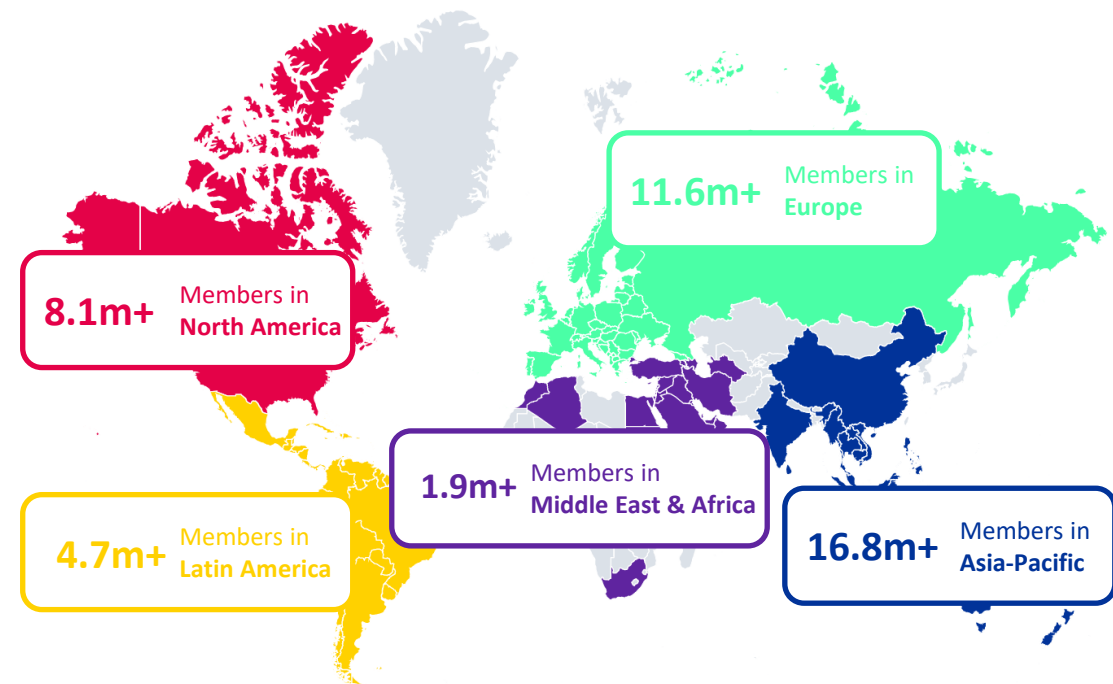 11.6m+
Members in
Europe
8.1m+
Members in
North America
1.9m+
Members in
Middle East & Africa
4.7m+
Members in
Latin America
16.8m+
Members in
Asia-Pacific